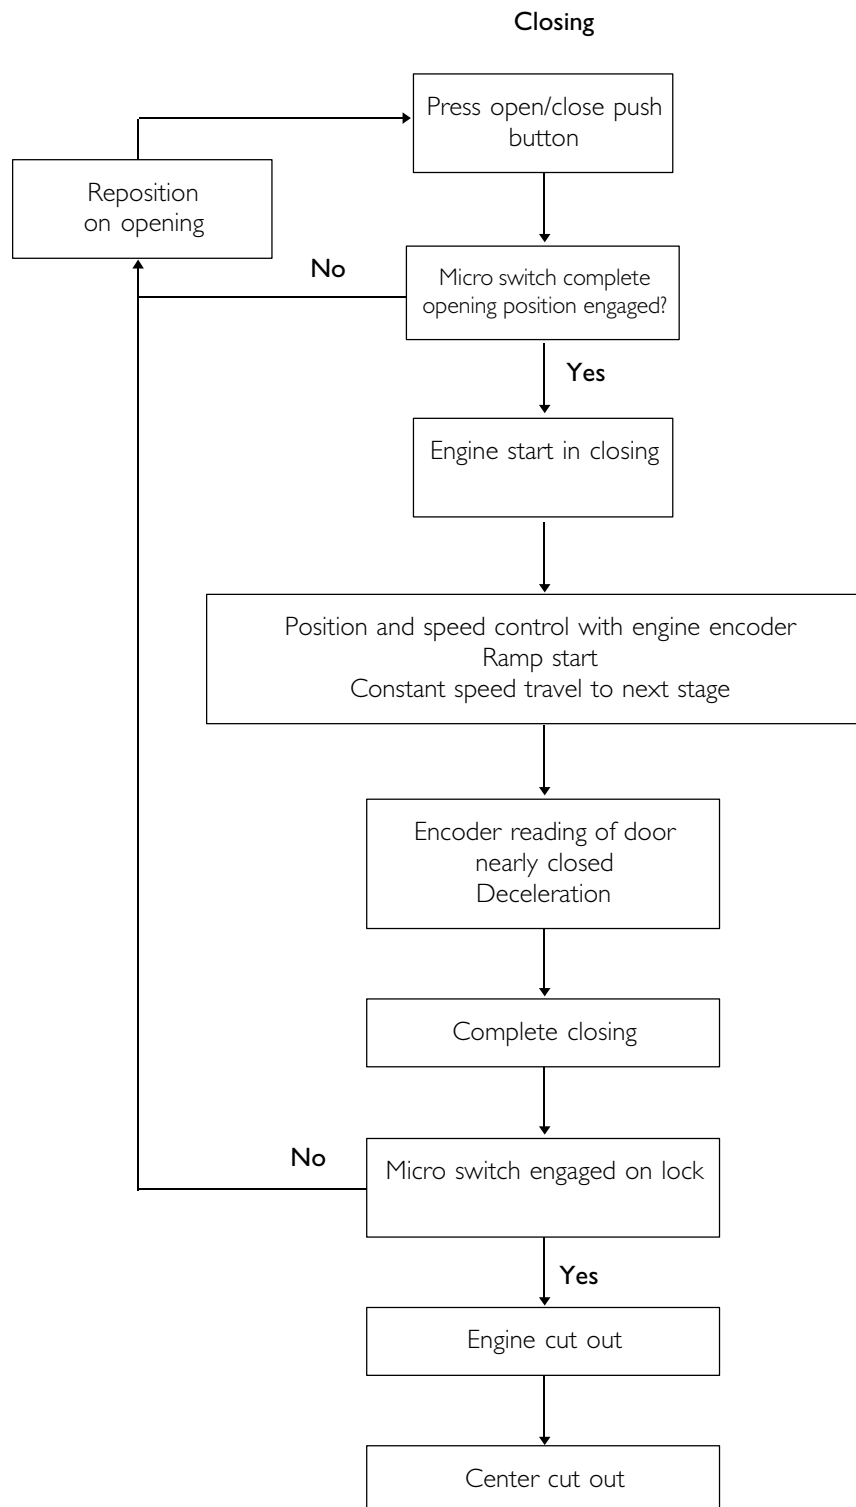 Closing
Press open/close push
button
Reposition
on opening
No
Micro switch complete
opening position engaged?
Yes
Engine start in closing
Position and speed control with engine encoder
Ramp start
Constant speed travel to next stage
Encoder reading of door
nearly closed
Deceleration
Complete closing
No
Micro switch engaged on lock
Yes
Engine cut out
Center cut out